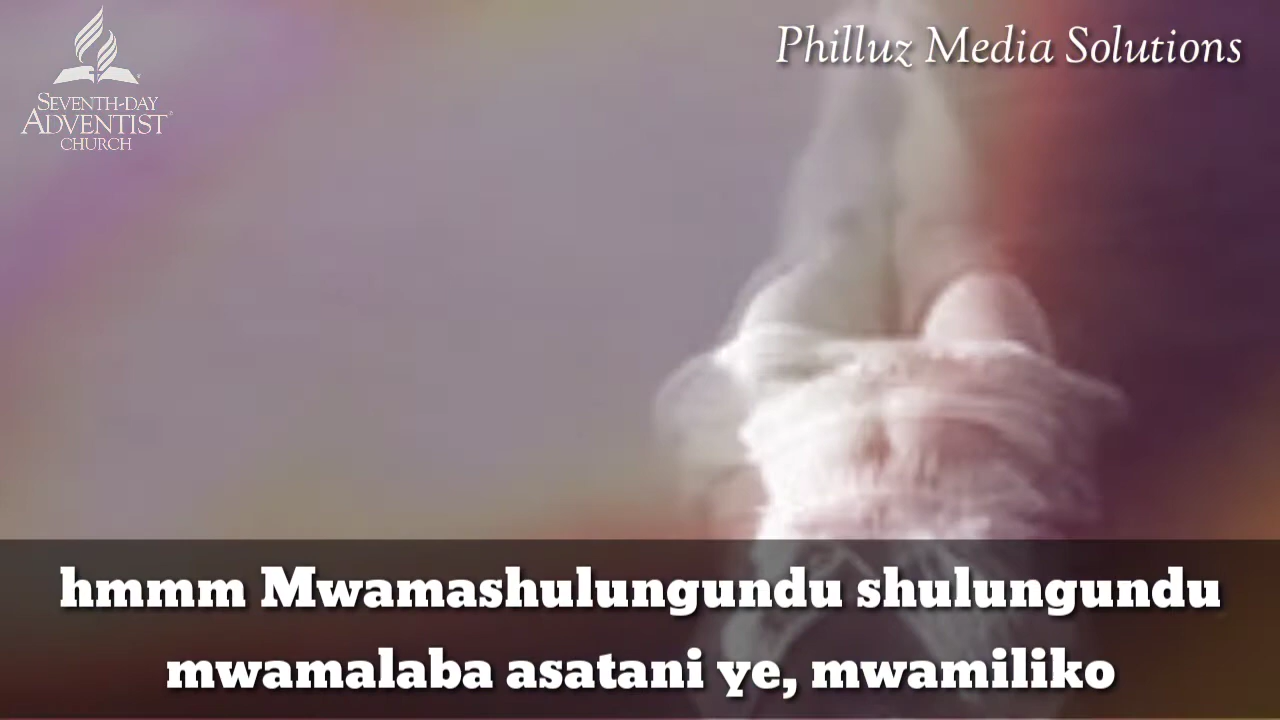 Philluz Media Solutions
SEVENTH-DAY
ADVENTIST
CHURCH
hmmm Mwamashulungundu shulungundu
mwamalaba asatani ye, mwamiliko